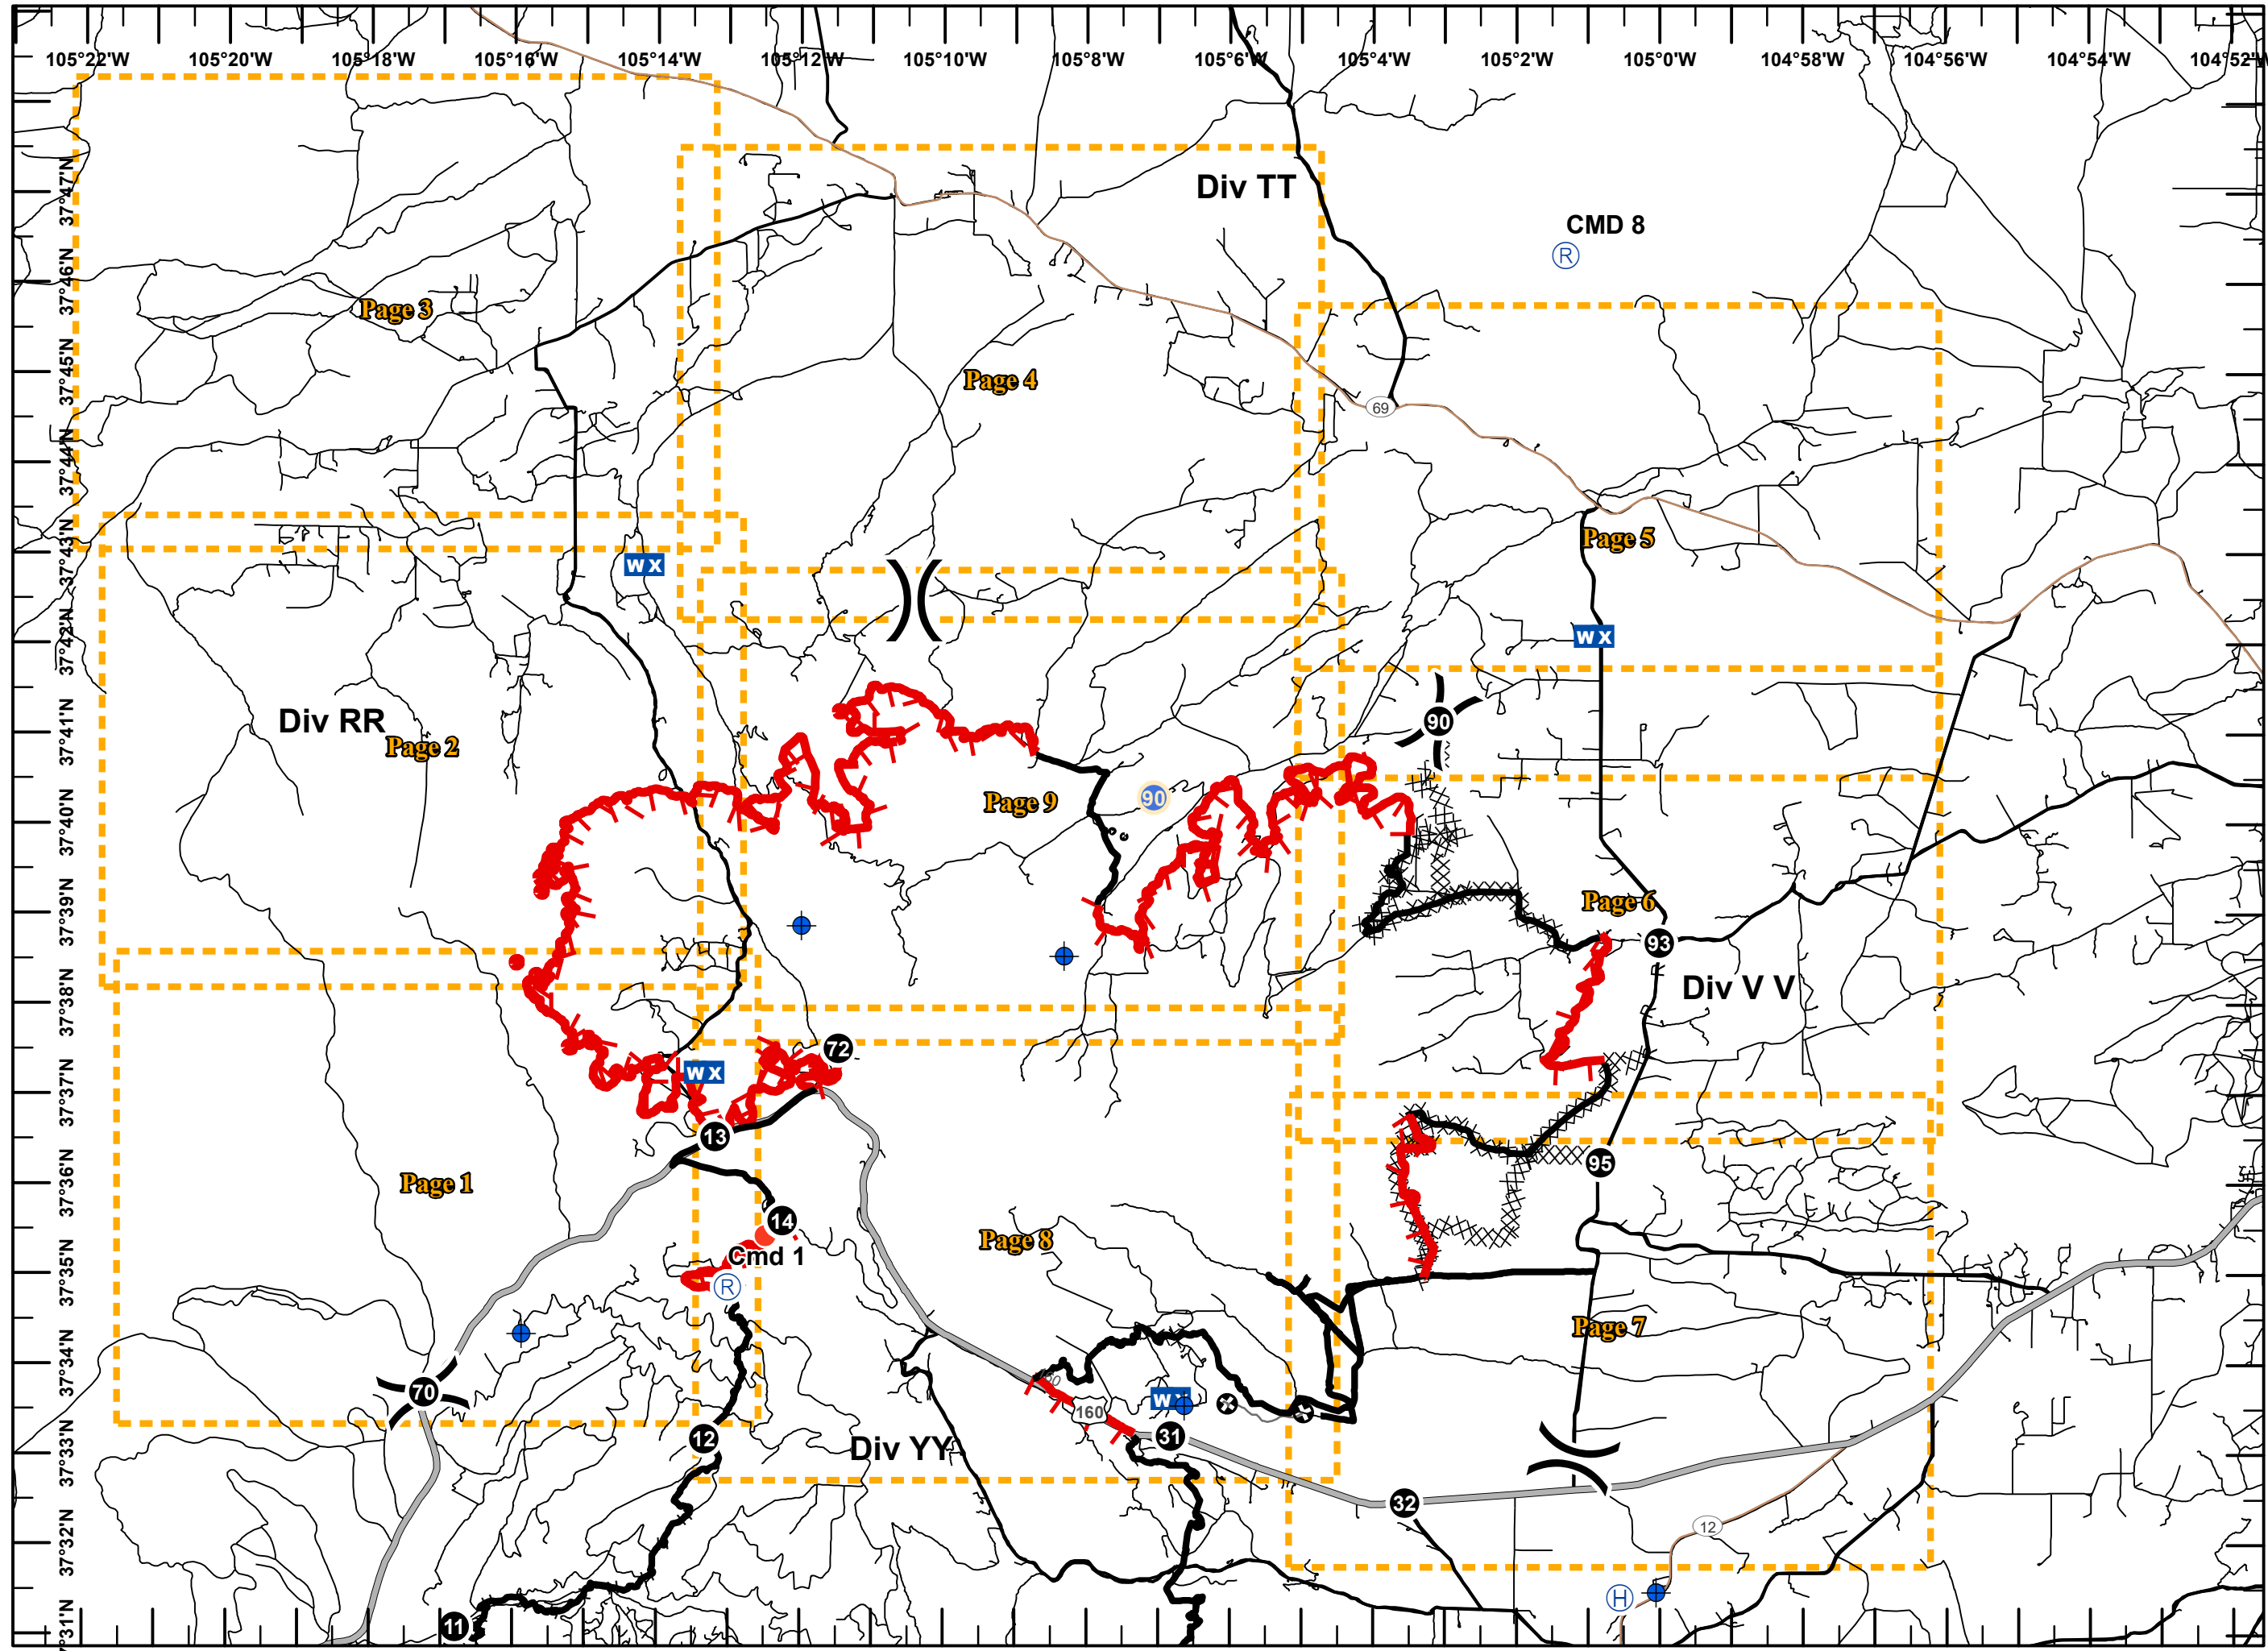 105°22'W 105°20'W 105°18'W 105°16'W 105°14'W 105°12'W 105°10'W 105°8'W 105°6'W 105°4'W 105°2'W 105°0'W 104°58'W 104°56'W 104°54'W 104°52'W
37°47'N
37°46'N
37°45'N
37°44'N
37°43'N
37°42'N
37°41'N
37°40'N
37°39'N
37°38'N
37°37'N
37°36'N
37°35'N
37°34'N
37°33'N
37°32'N
37°31'N
Div TT
CMD 8
R
Page 3
Page 4
69
Page 5
WX
WX
Div RR
Page 2
90
Page 9
90
Page 6
93
Div V V
72
WX
13
95
Page 1
14
Page 8
Cmd 1
R
Page 7
70
160
31
12
Div YY
32
12
H
11